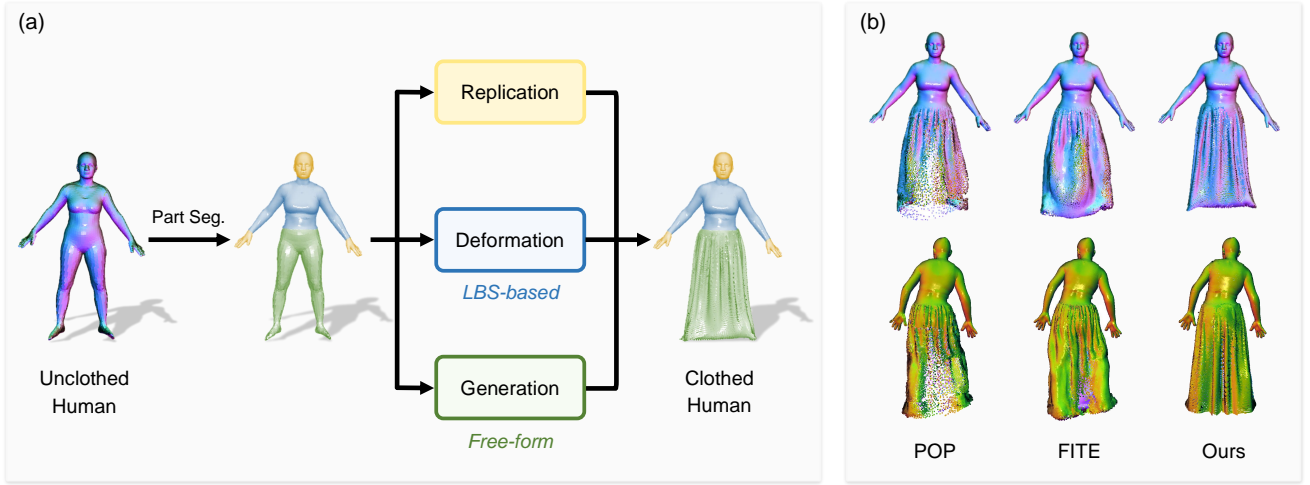 (a)
Replication
Part Seg.
Deformation
LBS-based
Generation
Free-form
Unclothed
Human
Clothed
Human
(b)
POP
FITE
Ours